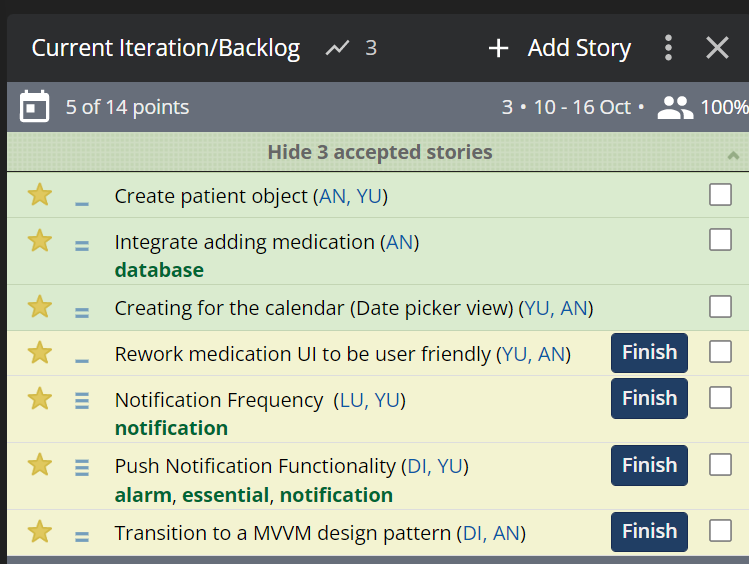 Current Iteration/Backlog 3 + Add Story
5 of 14 points 3 • 10 - 16 Oct • 100%
Hide 3 accepted stories
Create patient object (AN, YU)
Integrate adding medication (AN)
database
Creating for the calendar (Date picker view) (YU, AN)
Rework medication UI to be user friendly (YU, AN) Finish
Notification Frequency (LU, YU) Finish
notification
Push Notification Functionality (DI, YU) Finish
alarm, essential, notification
Transition to a MVVM design pattern (DI, AN) Finish